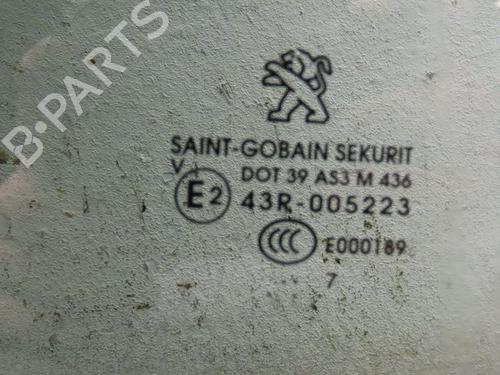 B-PARTS
SAINT-GOBAIN SEKURIT
V
DOT 39 AS3 M 436
E2 43R-005223
CCC E000189
7